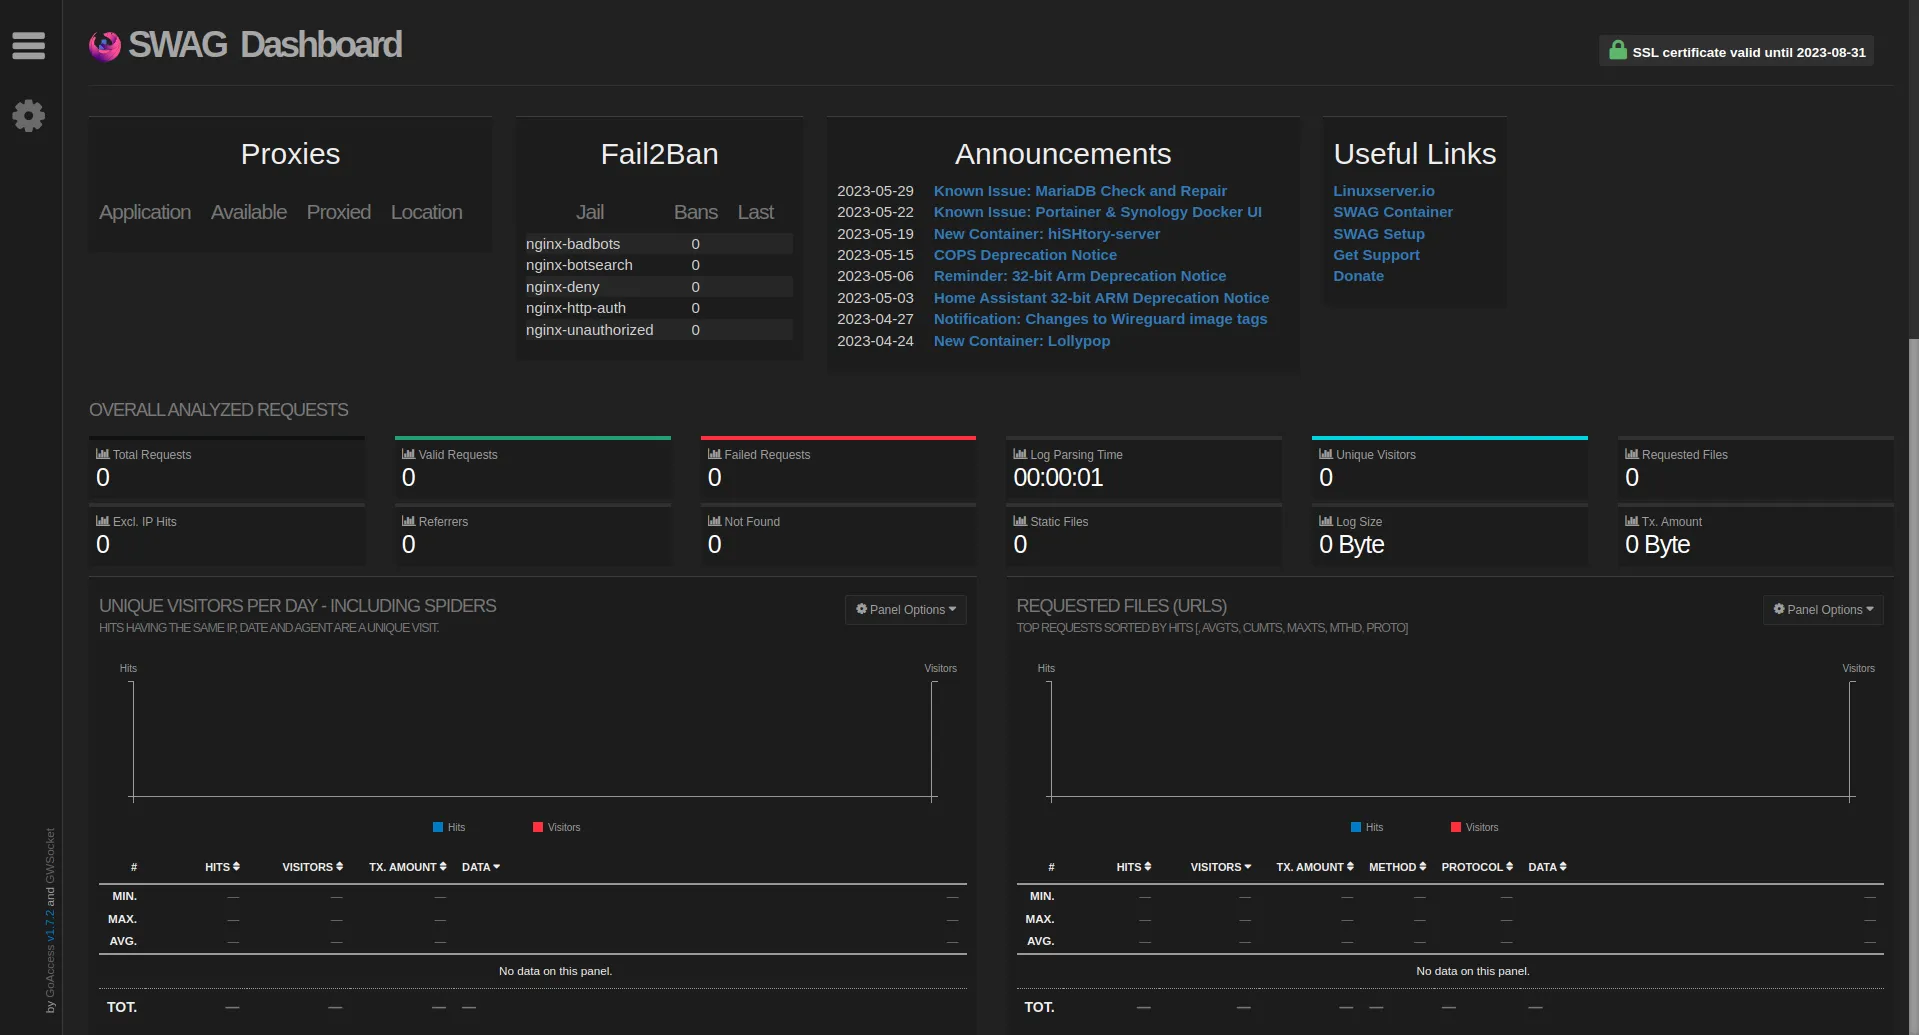 SWAG Dashboard
SSL certificate valid until 2023-08-31
Proxies
Application Available Proxied Location
Fail2Ban
Jail Bans Last
nginx-badbots 0
nginx-botsearch 0
nginx-deny 0
nginx-http-auth 0
nginx-unauthorized 0
Announcements
2023-05-29 Known Issue: MariaDB Check and Repair
2023-05-22 Known Issue: Portainer & Synology Docker UI
2023-05-19 New Container: hiSHtory-server
2023-05-15 COPS Deprecation Notice
2023-05-06 Reminder: 32-bit Arm Deprecation Notice
2023-05-03 Home Assistant 32-bit ARM Deprecation Notice
2023-04-27 Notification: Changes to Wireguard image tags
2023-04-24 New Container: Lollypop
Useful Links
Linuxserver.io
SWAG Container
SWAG Setup
Get Support
Donate
OVERALL ANALYZED REQUESTS
Total Requests
0
Valid Requests
0
Failed Requests
0
Log Parsing Time
00:00:01
Unique Visitors
0
Requested Files
0
Excl. IP Hits
0
Referrers
0
Not Found
0
Static Files
0
Log Size
0 Byte
Tx. Amount
0 Byte
UNIQUE VISITORS PER DAY - INCLUDING SPIDERS
HITS HAVING THE SAME IP, DATE AND AGENT ARE A UNIQUE VISIT.
Panel Options
Hits Visitors
Hits Visitors
# HITS VISITORS TX. AMOUNT DATA
MIN. — — — —
MAX. — — — —
AVG. — — — —
No data on this panel.
TOT. — — — —
REQUESTED FILES (URLS)
TOP REQUESTS SORTED BY HITS [, AVGTS, CUMTS, MAXTS, MTHD, PROTO]
Panel Options
Hits Visitors
Hits Visitors
# HITS VISITORS TX. AMOUNT METHOD PROTOCOL DATA
MIN. — — — — — —
MAX. — — — — — —
AVG. — — — — — —
No data on this panel.
TOT. — — — — — —
by GoAccess v1.7.2 and GWSocket